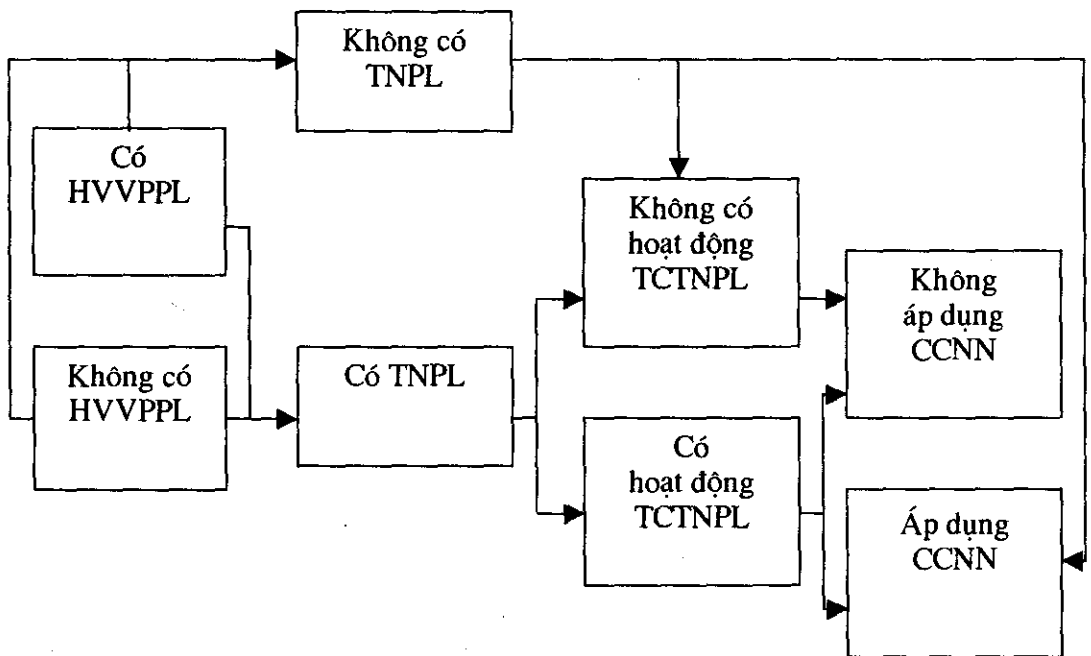 Không có
TNPL
Có
HVVPPL
Không có
hoạt động
TCTNPL
Không
áp dụng
CCNN
Không có
HVVPPL
Có TNPL
Có
hoạt động
TCTNPL
Áp dụng
CCNN